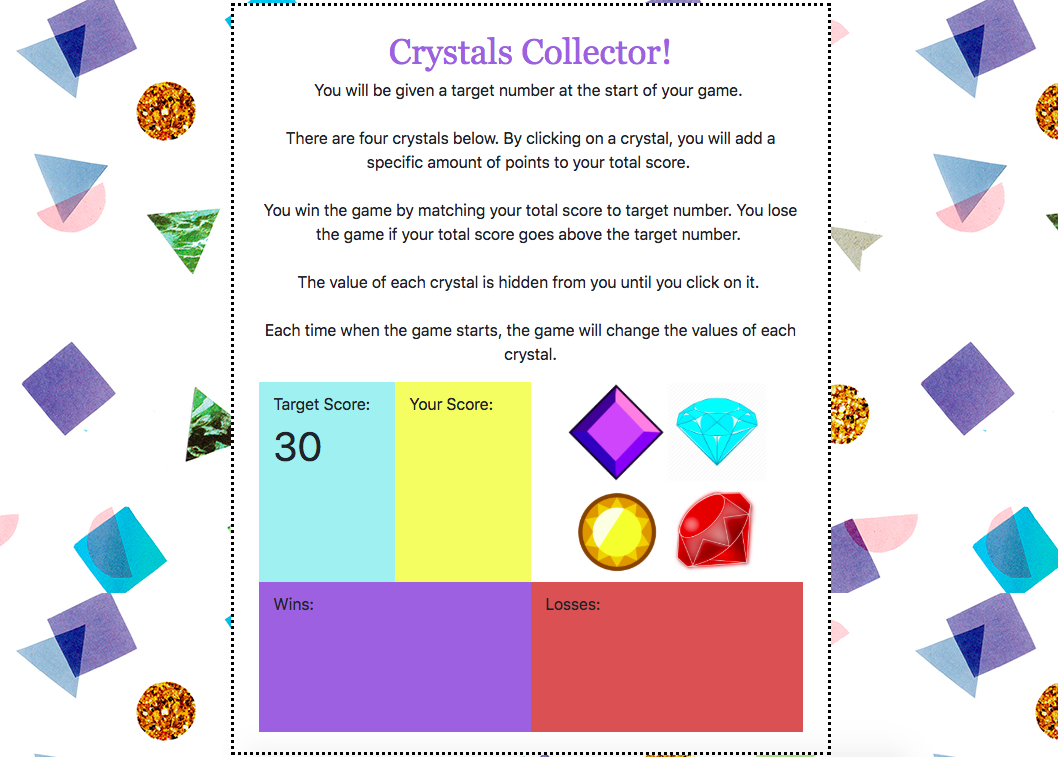 Crystals Collector!
You will be given a target number at the start of your game.
There are four crystals below. By clicking on a crystal, you will add a
specific amount of points to your total score.
You win the game by matching your total score to target number. You lose
the game if your total score goes above the target number.
The value of each crystal is hidden from you until you click on it.
Each time when the game starts, the game will change the values of each
crystal.
Target Score:
30
Your Score:
Wins:
Losses: